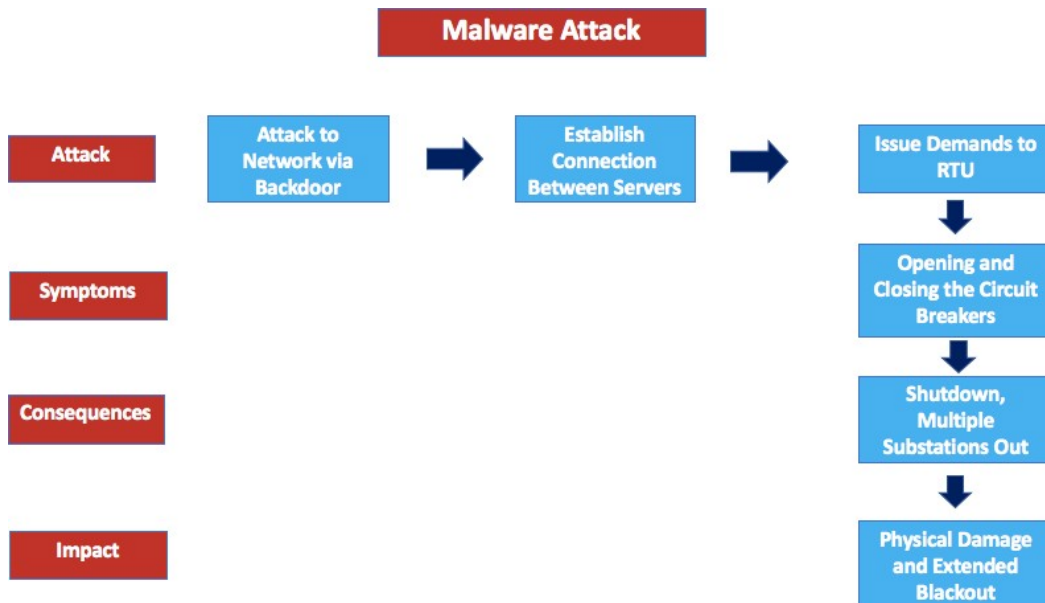 Malware Attack
Attack
Attack to
Network via
Backdoor
Establish
Connection
Between Servers
Issue Demands to
RTU
Symptoms
Opening and
Closing the Circuit
Breakers
Consequences
Shutdown,
Multiple
Substations Out
Impact
Physical Damage
and Extended
Blackout